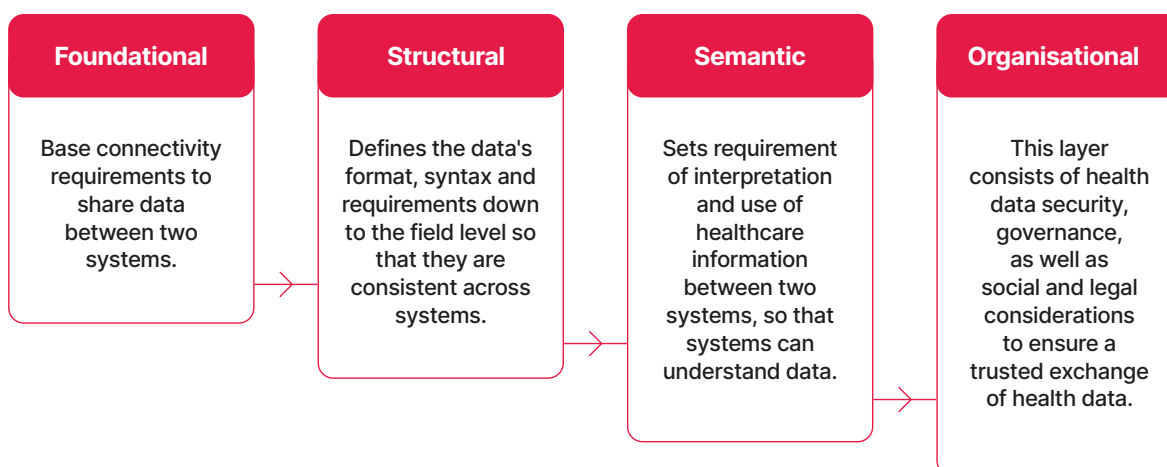 Foundational
Base connectivity
requirements to
share data
between two
systems.
Structural
Defines the data's
format, syntax and
requirements down
to the field level so
that they are
consistent across
systems.
Semantic
Sets requirement
of interpretation
and use of
healthcare
information
between two
systems, so that
systems can
understand data.
Organisational
This layer
consists of health
data security,
governance,
as well as
social and legal
considerations
to ensure a
trusted exchange
of health data.